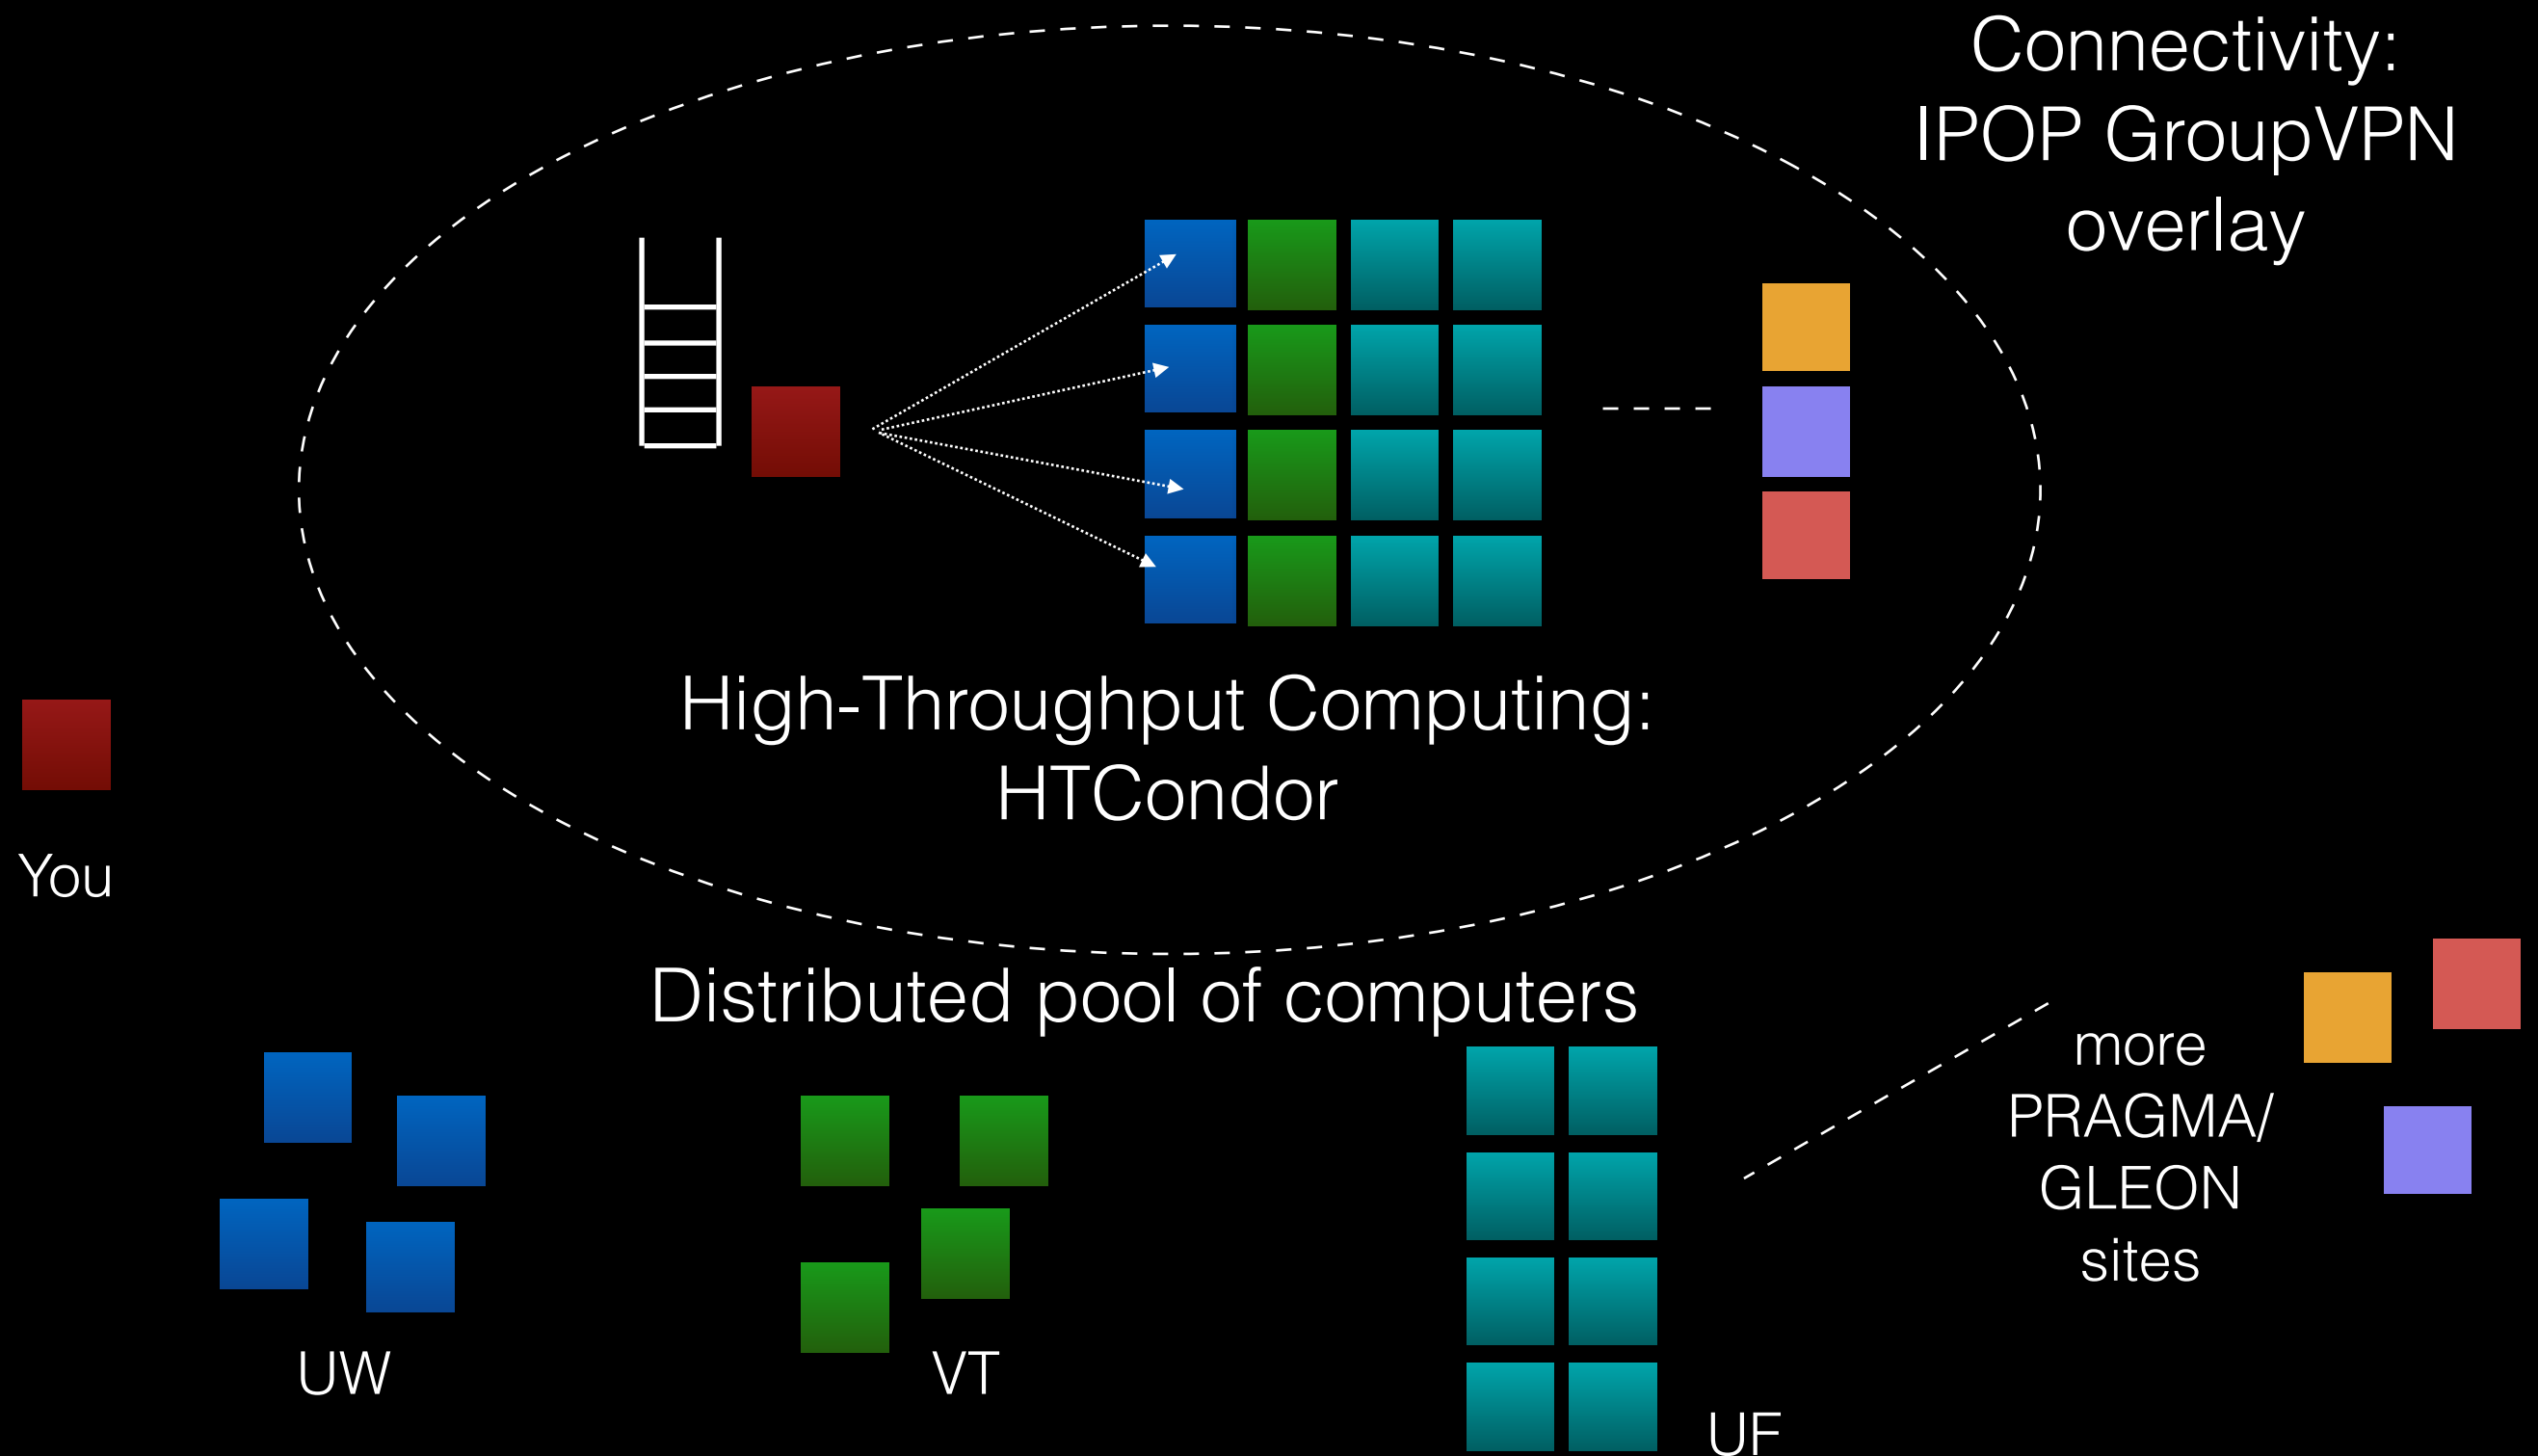 Connectivity:
IPOP GroupVPN
overlay
High-Throughput Computing:
HTCondor
You
Distributed pool of computers
more
PRAGMA/
GLEON
sites
UW
VT
UF